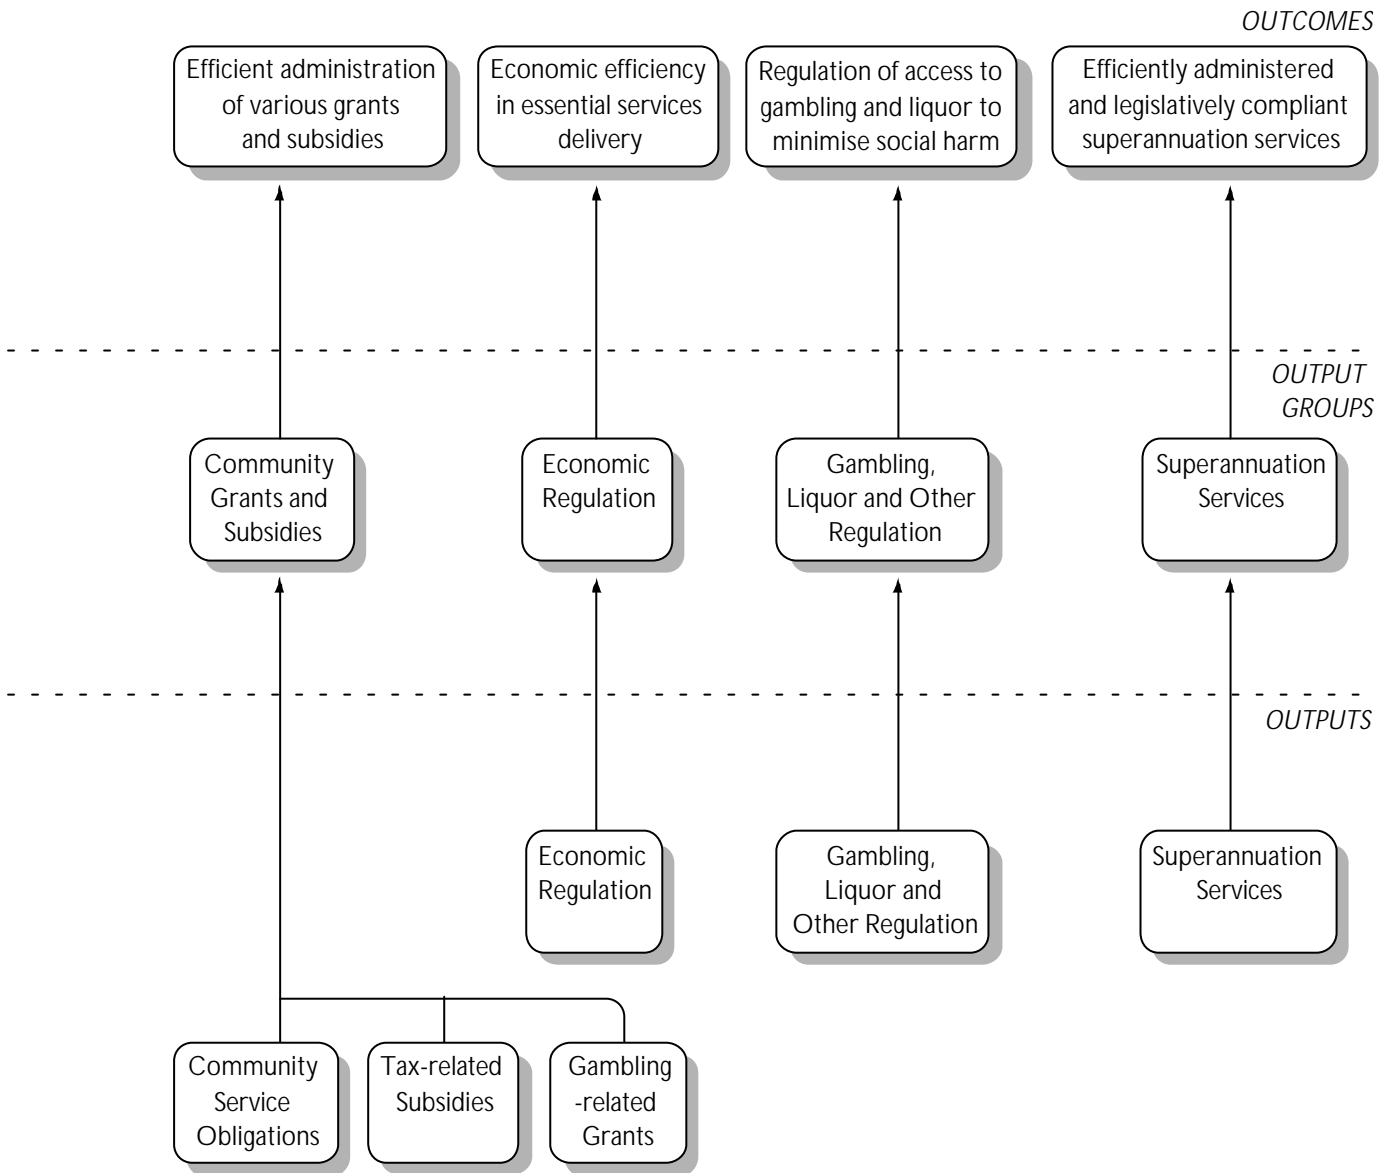 OUTCOMES
Efficient administration
of various grants
and subsidies
Economic efficiency
in essential services
delivery
Regulation of access to
gambling and liquor to
minimise social harm
Efficiently administered
and legislatively compliant
superannuation services
OUTPUT
GROUPS
Community
Grants and
Subsidies
Economic
Regulation
Gambling,
Liquor and Other
Regulation
Superannuation
Services
OUTPUTS
Economic
Regulation
Gambling,
Liquor and
Other Regulation
Superannuation
Services
Community
Service
Obligations
Tax-related
Subsidies
Gambling
-related
Grants